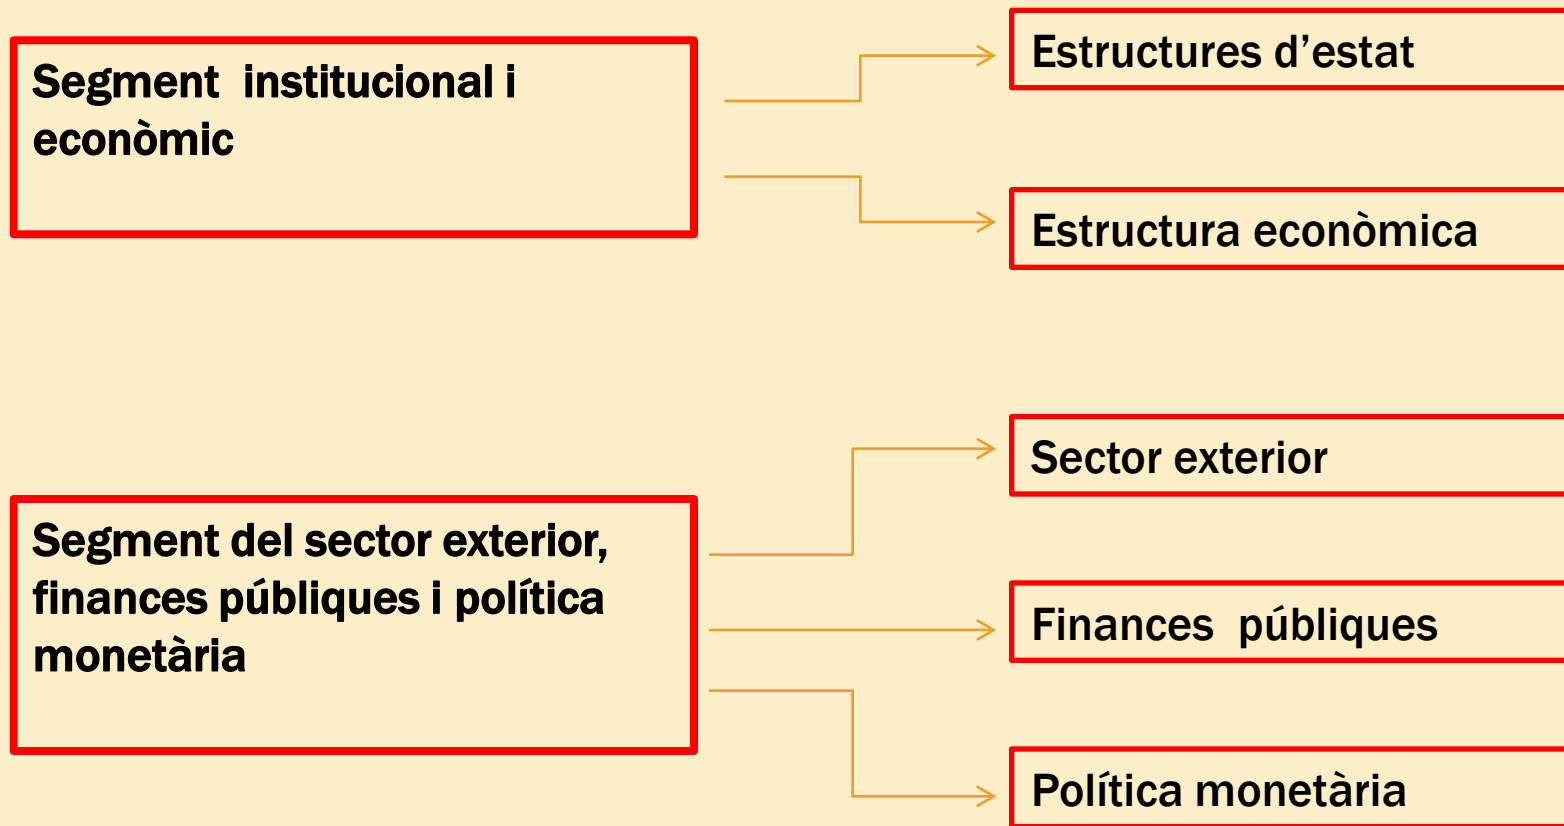 Segment  institucional i
econòmic
Estructures d’estat
Estructura econòmica
Segment del sector exterior,
finances públiques i política
monetària
Sector exterior
Finances  públiques
Política monetària